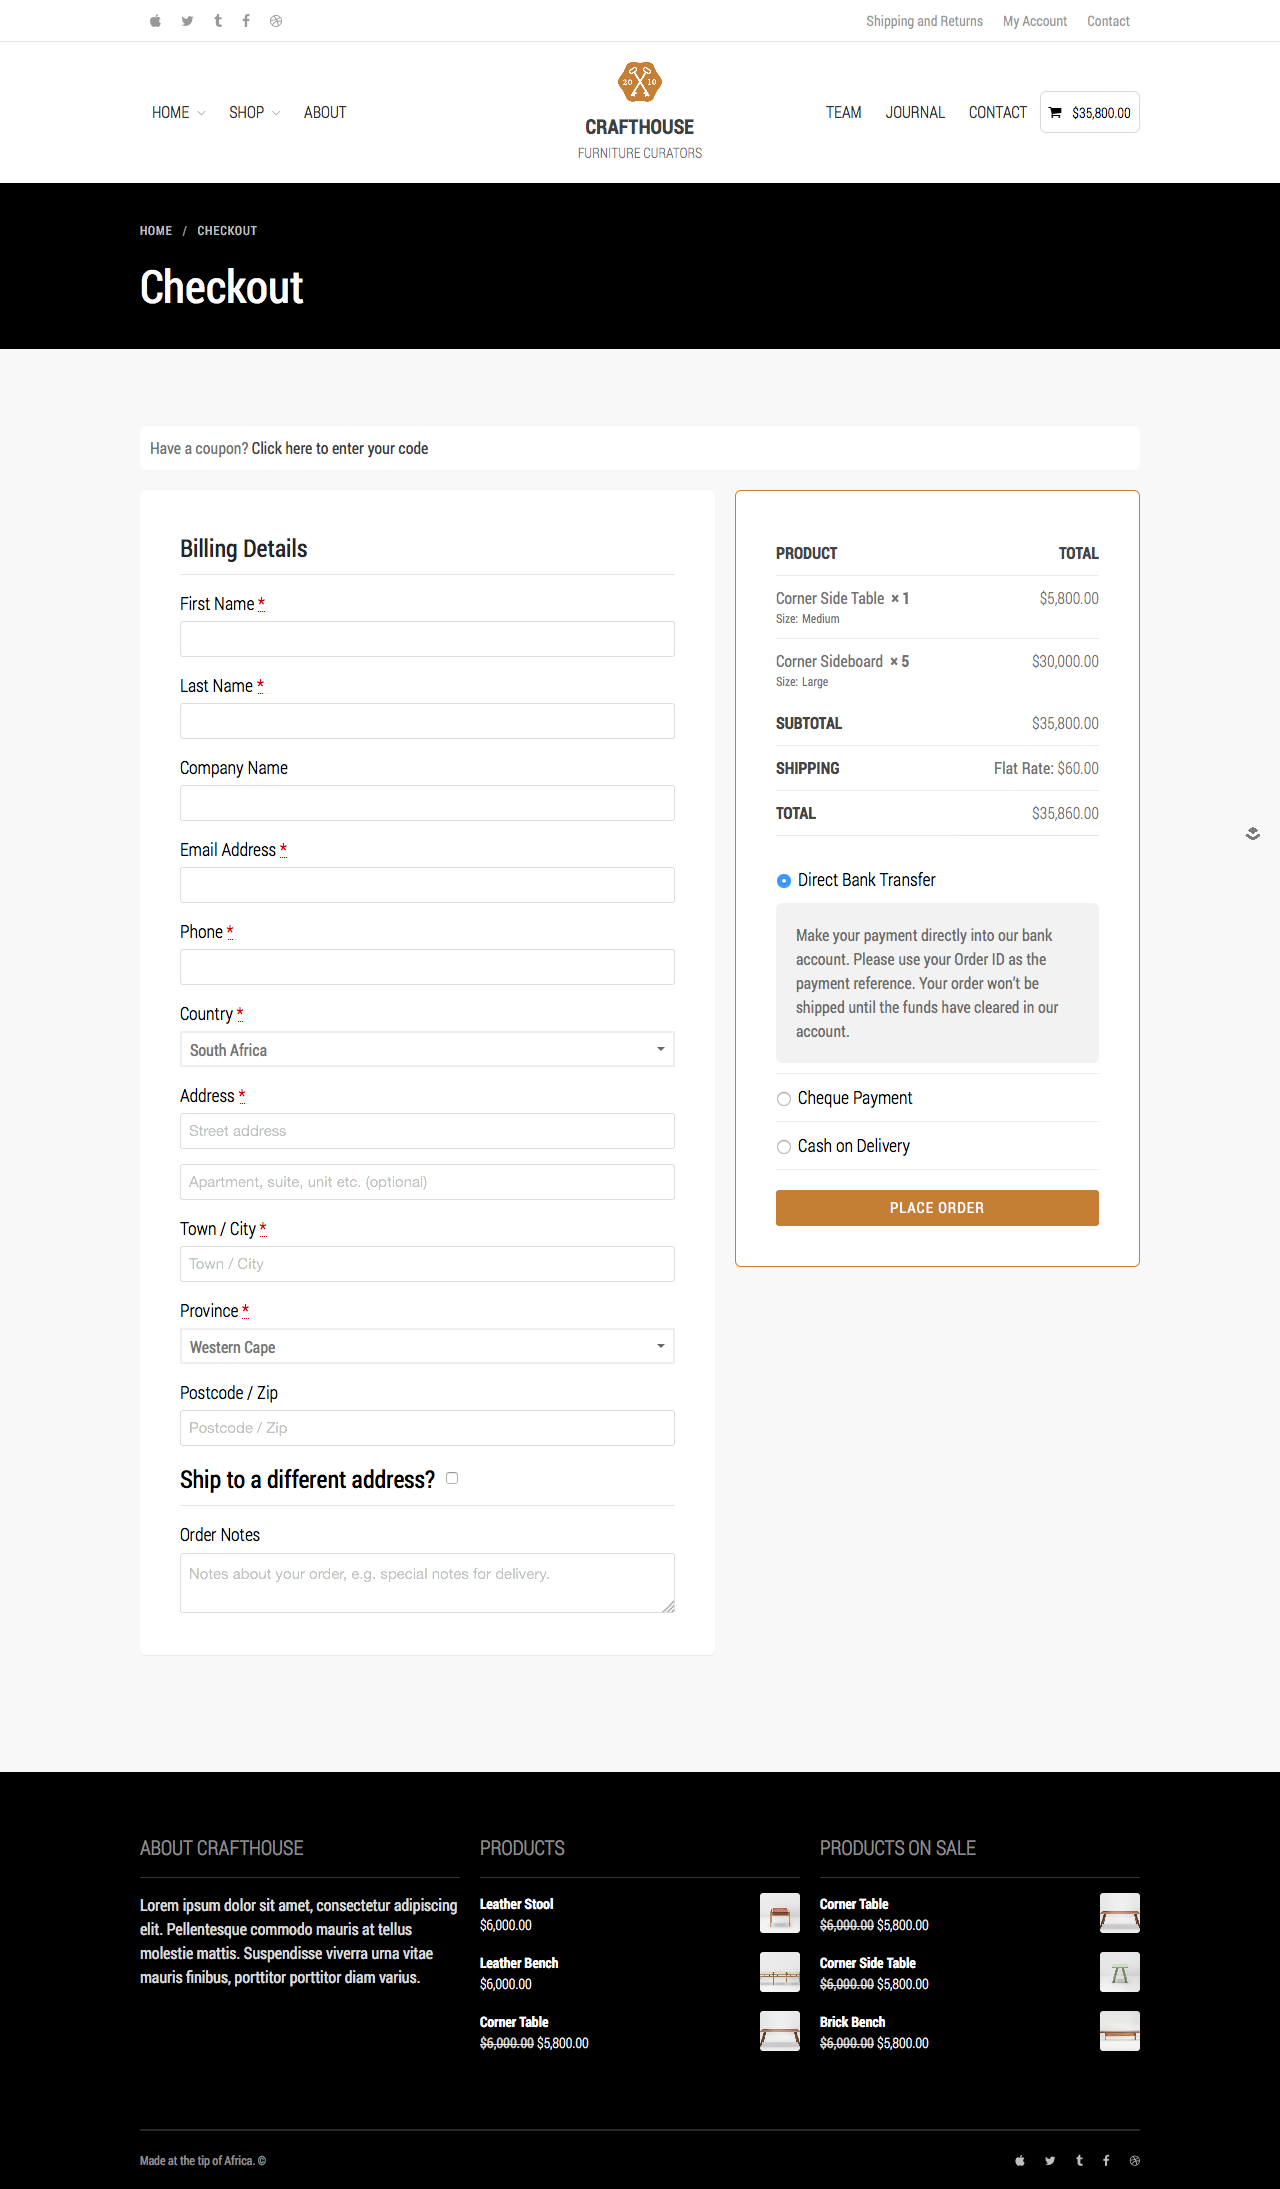 Shipping and Returns My Account Contact
HOME SHOP ABOUT
20 10
CRAFTHOUSE
FURNITURE CURATORS
TEAM JOURNAL CONTACT $35,800.00
HOME / CHECKOUT
Checkout
Have a coupon? Click here to enter your code
Billing Details
First Name *
Last Name *
Company Name
Email Address *
Phone *
Country *
South Africa
Address *
Street address
Apartment, suite, unit etc. (optional)
Town / City *
Town / City
Province *
Western Cape
Postcode / Zip
Postcode / Zip
Ship to a different address?
Order Notes
Notes about your order, e.g. special notes for delivery.
PRODUCT TOTAL
Corner Side Table × 1 $5,800.00
Size: Medium
Corner Sideboard × 5 $30,000.00
Size: Large
SUBTOTAL $35,800.00
SHIPPING Flat Rate: $60.00
TOTAL $35,860.00
Direct Bank Transfer
Make your payment directly into our bank
account. Please use your Order ID as the
payment reference. Your order won't be
shipped until the funds have cleared in our
account.
Cheque Payment
Cash on Delivery
PLACE ORDER
ABOUT CRAFTHOUSE
Lorem ipsum dolor sit amet, consectetur adipiscing
elit. Pellentesque commodo mauris at tellus
molestie mattis. Suspendisse viverra urna vitae
mauris finibus, porttitor porttitor diam varius.
PRODUCTS
Leather Stool
$6,000.00
Leather Bench
$6,000.00
Corner Table
$6,000.00 $5,800.00
PRODUCTS ON SALE
Corner Table
$6,000.00 $5,800.00
Corner Side Table
$6,000.00 $5,800.00
Brick Bench
$6,000.00 $5,800.00
Made at the tip of Africa. ©